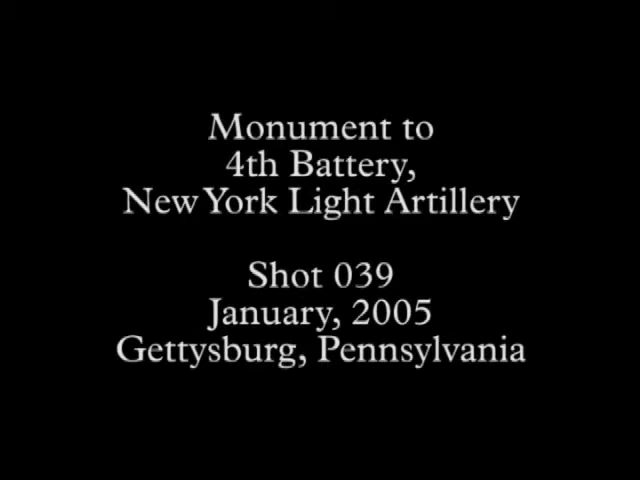 Monument to
4th Battery,
New York Light Artillery
Shot 039
January, 2005
Gettysburg, Pennsylvania